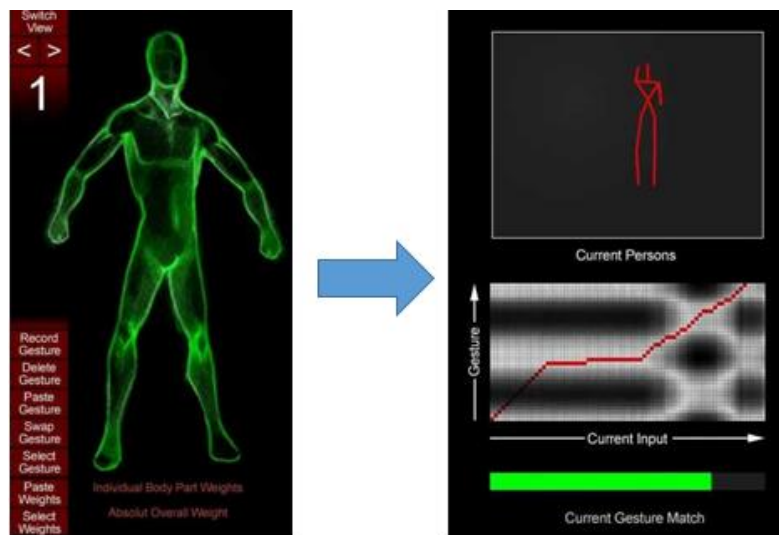 Switch
View
< >
1
Record
Gesture
Delete
Gesture
Paste
Gesture
Swap
Gesture
Select
Gesture
Paste
Weights
Select
Weights
Individual Body Part Weights
Absolut Overall Weight
Current Persons
Gesture
Current Input
Current Gesture Match